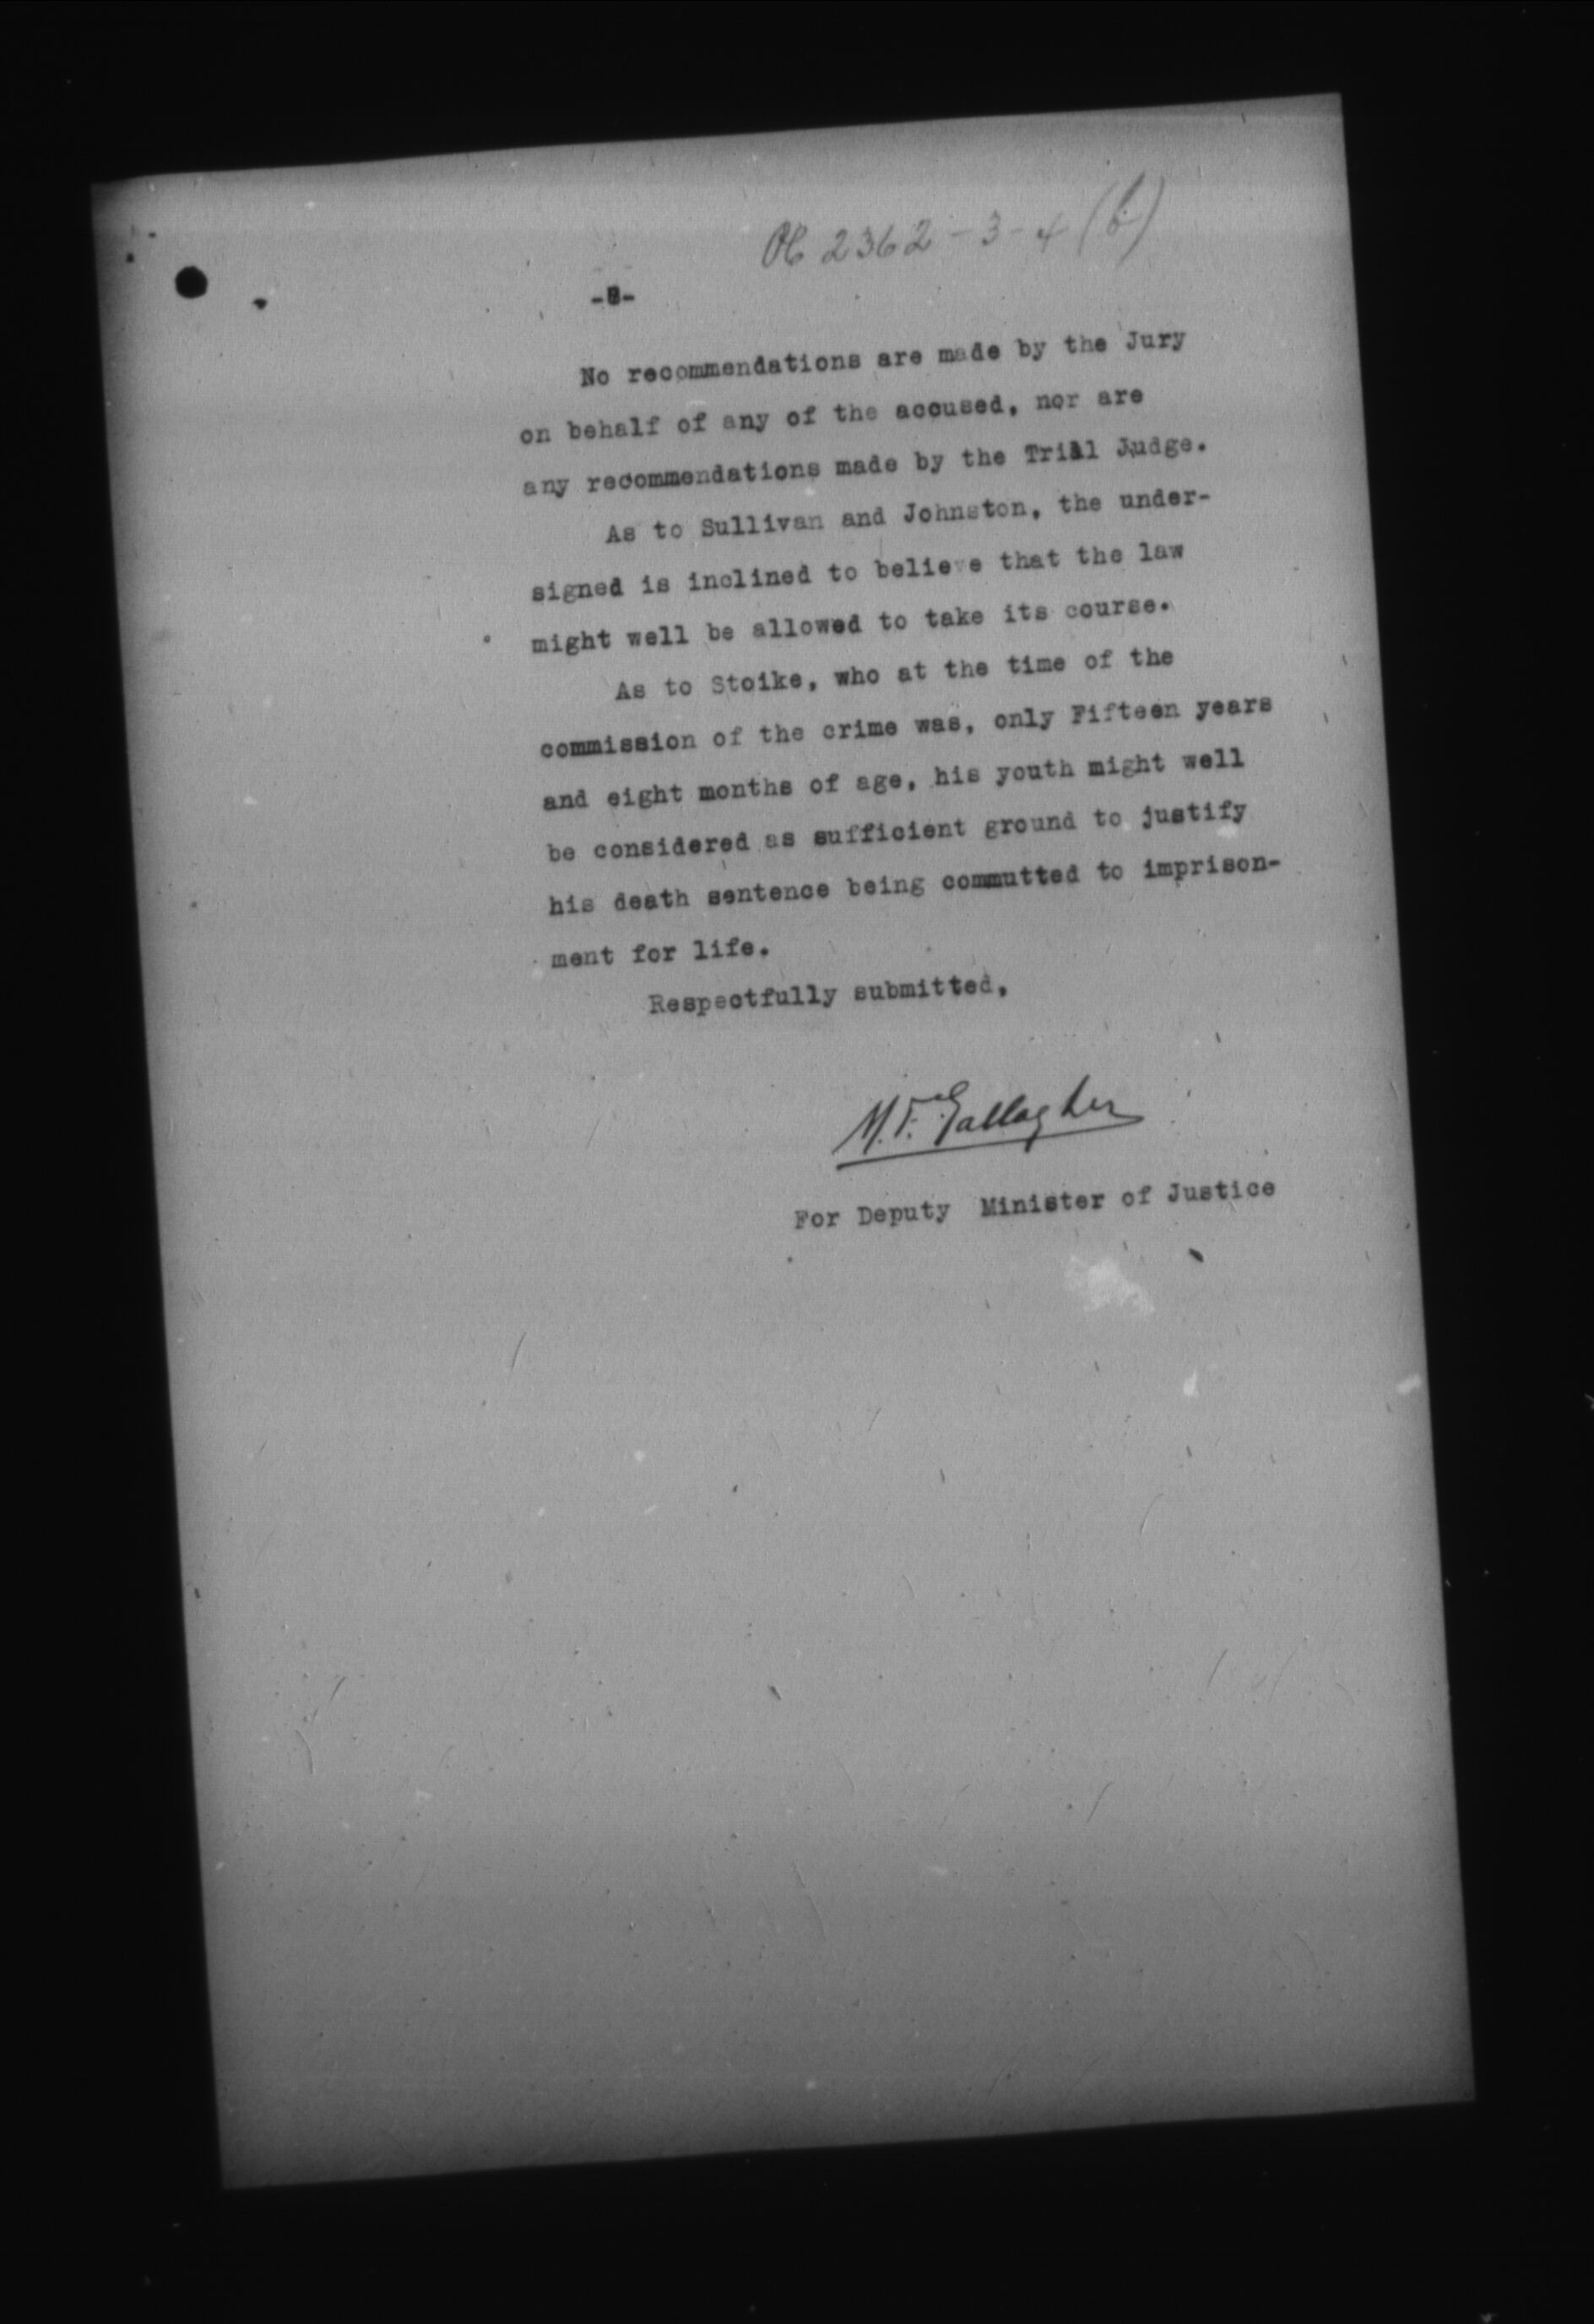 PC 2362-3-4 (b)
-8-
No recommendations are made by the Jury
on behalf of any of the accused, nor are
any recommendations made by the Trial Judge.
As to Sullivan and Johnston, the under-
signed is inclined to believe that the law
might well be allowed to take its course.
As to Stoike, who at the time of the
commission of the crime was, only Fifteen years
and eight months of age, his youth might well
be considered as sufficient ground to justify
his death sentence being commutted to imprison-
ment for life.
Respectfully submitted,
M.F. Gallagher
For Deputy Minister of Justice